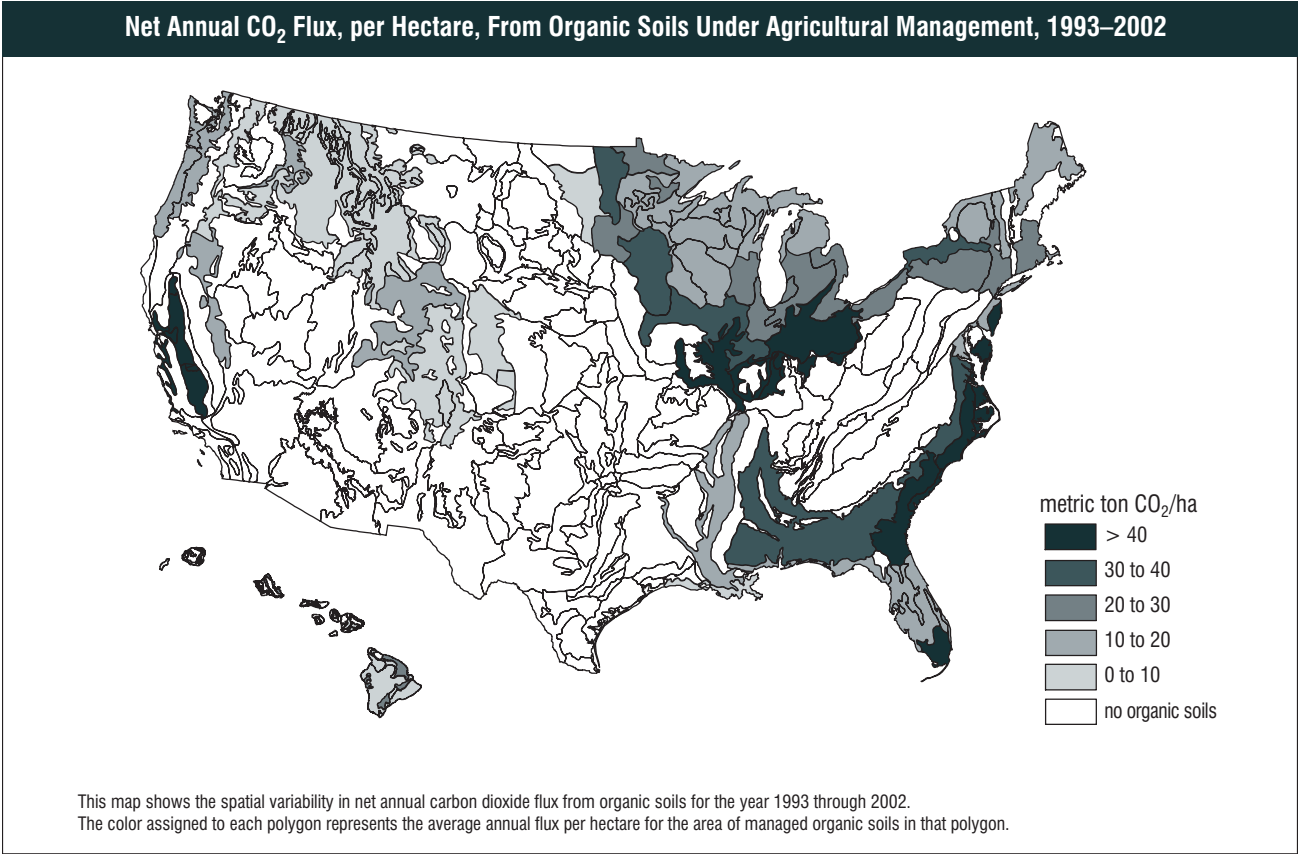 Net Annual CO₂ Flux, per Hectare, From Organic Soils Under Agricultural Management, 1993–2002
metric ton CO₂/ha
> 40
30 to 40
20 to 30
10 to 20
0 to 10
no organic soils
This map shows the spatial variability in net annual carbon dioxide flux from organic soils for the year 1993 through 2002.
The color assigned to each polygon represents the average annual flux per hectare for the area of managed organic soils in that polygon.